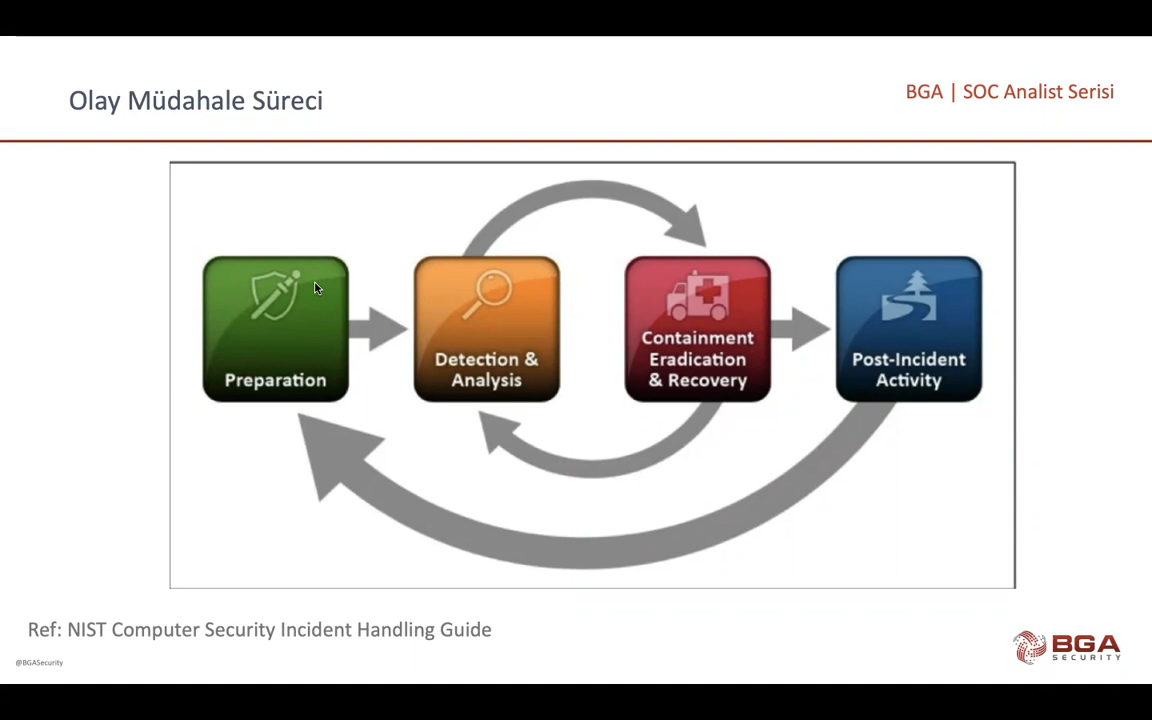 Olay Müdahale Süreci
BGA | SOC Analist Serisi
Preparation
Detection &
Analysis
Containment
Eradication
& Recovery
Post-Incident
Activity
Ref: NIST Computer Security Incident Handling Guide
@BGASecurity
BGA
SECURITY